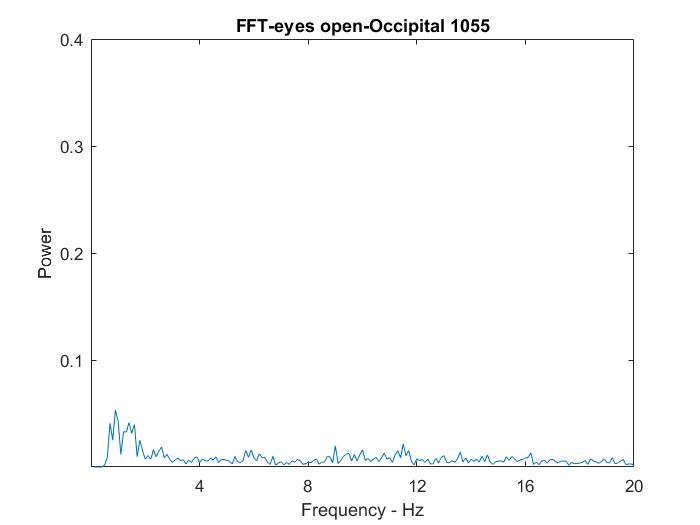 FFT-eyes open-Occipital 1055
0.4
0.3
0.2
0.1
Power
4 8 12 16 20
Frequency - Hz